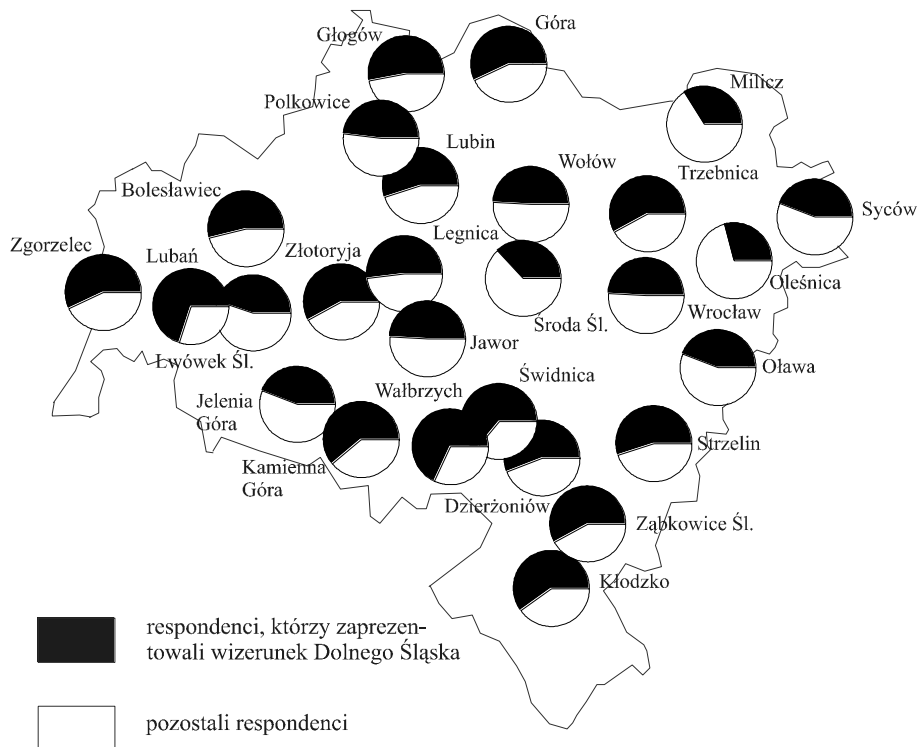 Góra
Głogów
Milicz
Polkowice
Lubin
Wołów
Trzebnica
Bolesławiec
Syców
Legnica
Zgorzelec
Lubań
Złotoryja
Oleśnica
Wrocław
Środa Śl.
Jawor
Lwówek Śl.
Oława
Świdnica
Wałbrzych
Jelenia
Góra
Strzelin
Kamienna
Góra
Dzierżoniów
Ząbkowice Śl.
Kłodzko
respondenci, którzy zaprezen-
towali wizerunek Dolnego Śląska
pozostali respondenci